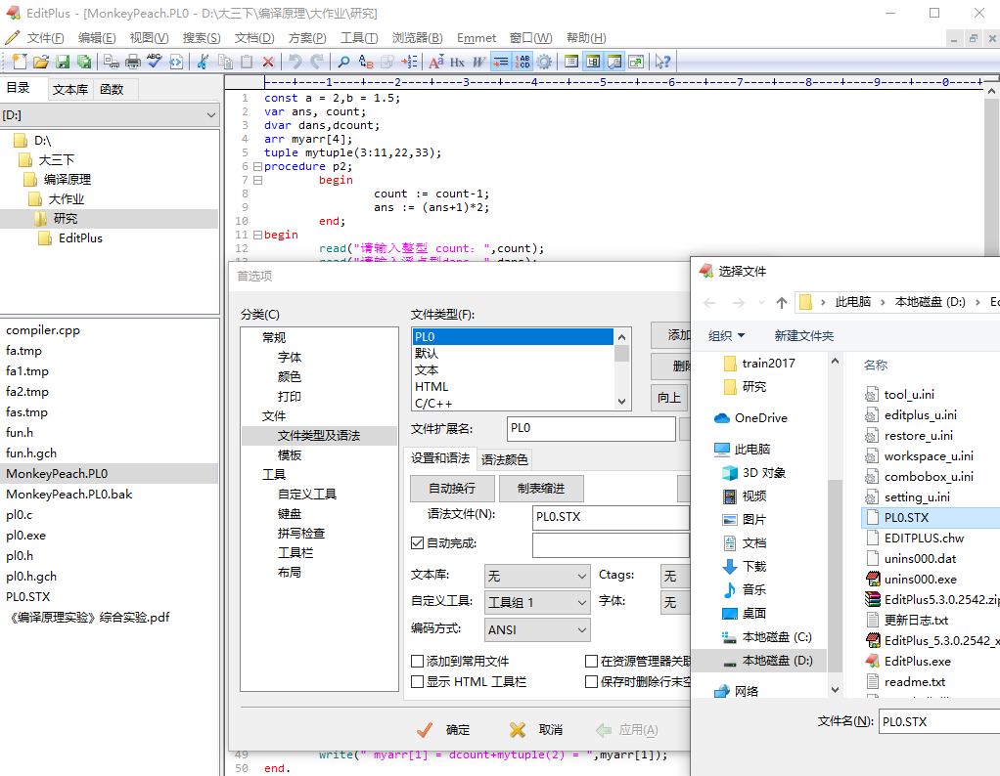 EditPlus - [MonkeyPeach.PL0 - D:\大三下\编译原理\大作业\研究]
文件(F) 编辑(E) 视图(V) 搜索(S) 文档(D) 方案(P) 工具(T) 浏览器(B) Emmet 窗口(W) 帮助(H)
目录 文本库 函数
[D:]
D:\
大三下
编译原理
大作业
研究
EditPlus
compiler.cpp
fa.tmp
fa1.tmp
fa2.tmp
fas.tmp
fun.h
fun.h.gch
MonkeyPeach.PL0
MonkeyPeach.PL0.bak
pl0.c
pl0.exe
pl0.h
pl0.h.gch
PL0.STX
《编译原理实验》综合实验.pdf
----+----1----+----2----+----3----+----4----+----5----+----6----+----7----+----8----+----9----+----0----+
1 const a = 2,b = 1.5;
2 var ans, count;
3 dvar dans,dcount;
4 arr myarr[4];
5 tuple mytuple(3:11,22,33);
6 procedure p2;
7 begin
8 count := count-1;
9 ans := (ans+1)*2;
10 end;
11 begin
12 read("请输入整型 count: ",count);
13 read("请输入浮点型dans: ",dans);
49 write(" myarr[1] = dcount+mytuple(2) = ",myarr[1]);
50 end.
首选项
分类(C)
常规
字体
颜色
打印
文件
文件类型及语法
模板
工具
自定义工具
键盘
拼写检查
工具栏
布局
文件类型(F):
PL0
默认
文本
HTML
C/C++
添加
删除
向上
文件扩展名: PL0
设置和语法 语法颜色
自动换行 制表缩进
语法文件(N): PL0.STX
自动完成:
文本库: 无 Ctags: 无
自定义工具: 工具组 1 字体: 无
编码方式: ANSI
添加到常用文件 在资源管理器关联
显示 HTML 工具栏 保存时删除行末空
确定 取消 应用(A)
选择文件
此电脑 › 本地磁盘 (D:) › Ec
组织 新建文件夹
train2017
研究
OneDrive
此电脑
3D 对象
视频
图片
文档
下载
音乐
桌面
本地磁盘 (C:)
本地磁盘 (D:)
网络
名称
tool_u.ini
editplus_u.ini
restore_u.ini
workspace_u.ini
combobox_u.ini
setting_u.ini
PL0.STX
EDITPLUS.chw
unins000.dat
unins000.exe
EditPlus5.3.0.2542.zip
更新日志.txt
EditPlus_5.3.0.2542_x
EditPlus.exe
readme.txt
文件名(N): PL0.STX